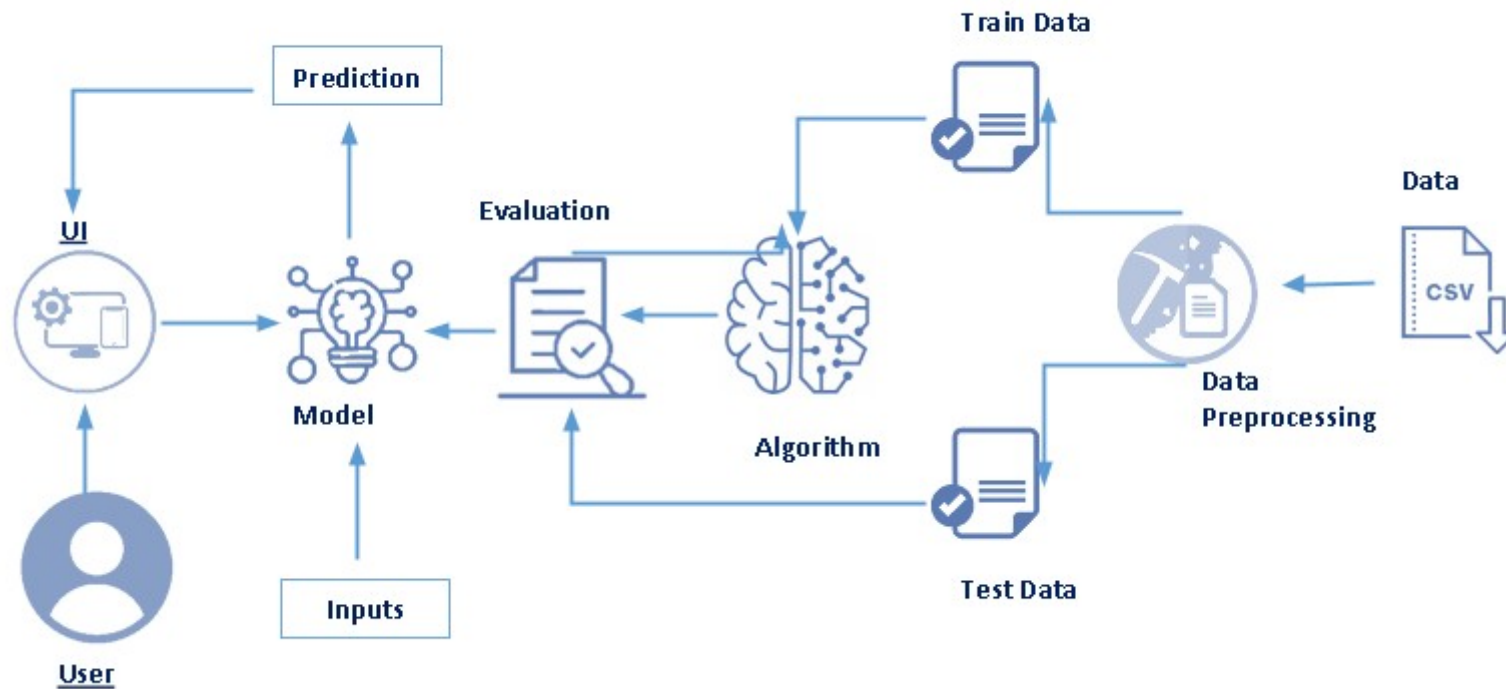 Train Data
Prediction
Data
Evaluation
UI
CSV
Data
Preprocessing
Model
Algorithm
Test Data
Inputs
User